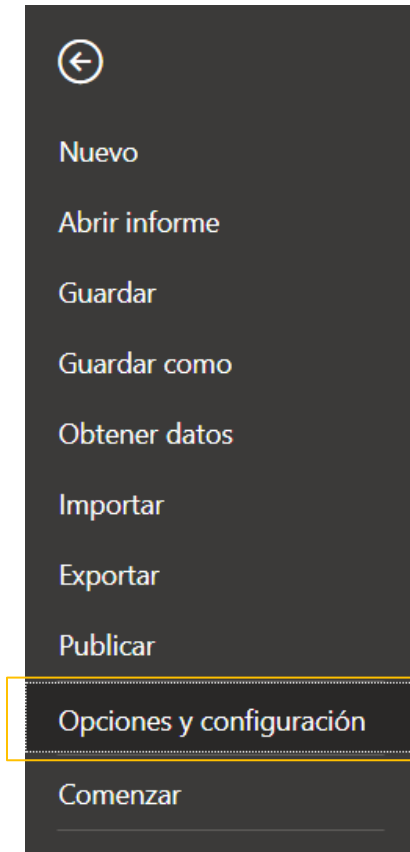 Nuevo
Abrir informe
Guardar
Guardar como
Obtener datos
Importar
Exportar
Publicar
Opciones y configuración
Comenzar